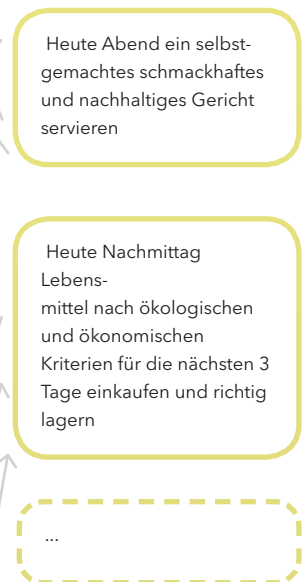 Heute Abend ein selbst-
gemachtes schmackhaftes
und nachhaltiges Gericht
servieren
Heute Nachmittag
Lebens-
mittel nach ökologischen
und ökonomischen
Kriterien für die nächsten 3
Tage einkaufen und richtig
lagern
...